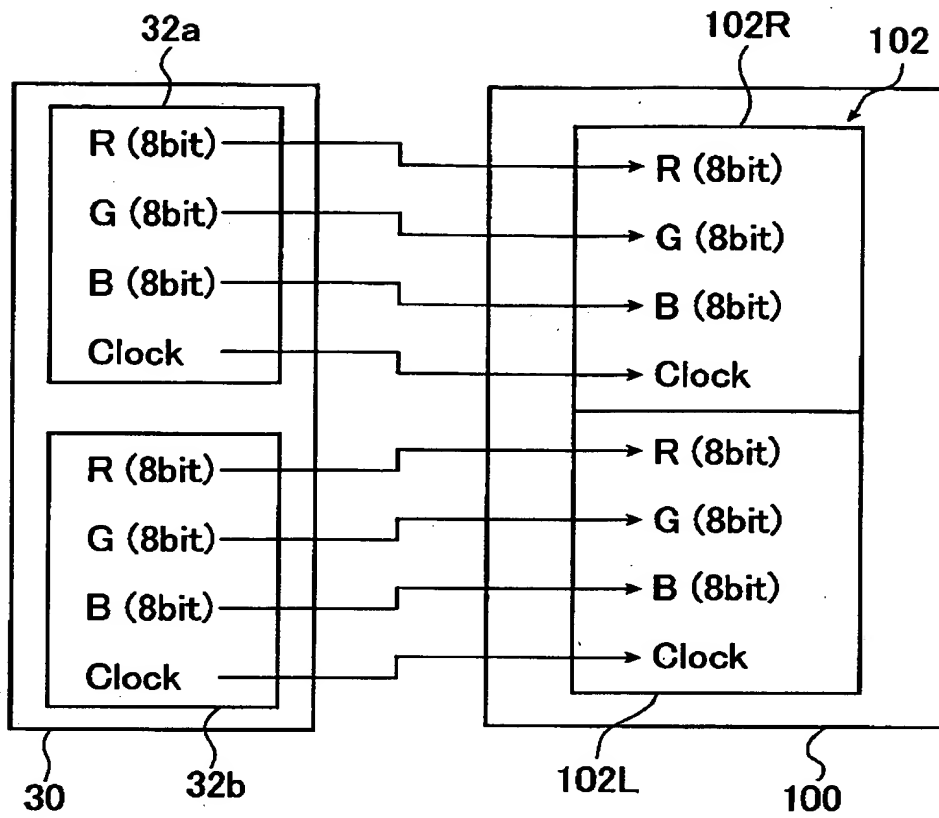 32a
102R
102
R (8bit)
G (8bit)
B (8bit)
Clock
R (8bit)
G (8bit)
B (8bit)
Clock
R (8bit)
G (8bit)
B (8bit)
Clock
R (8bit)
G (8bit)
B (8bit)
Clock
30
32b
102L
100